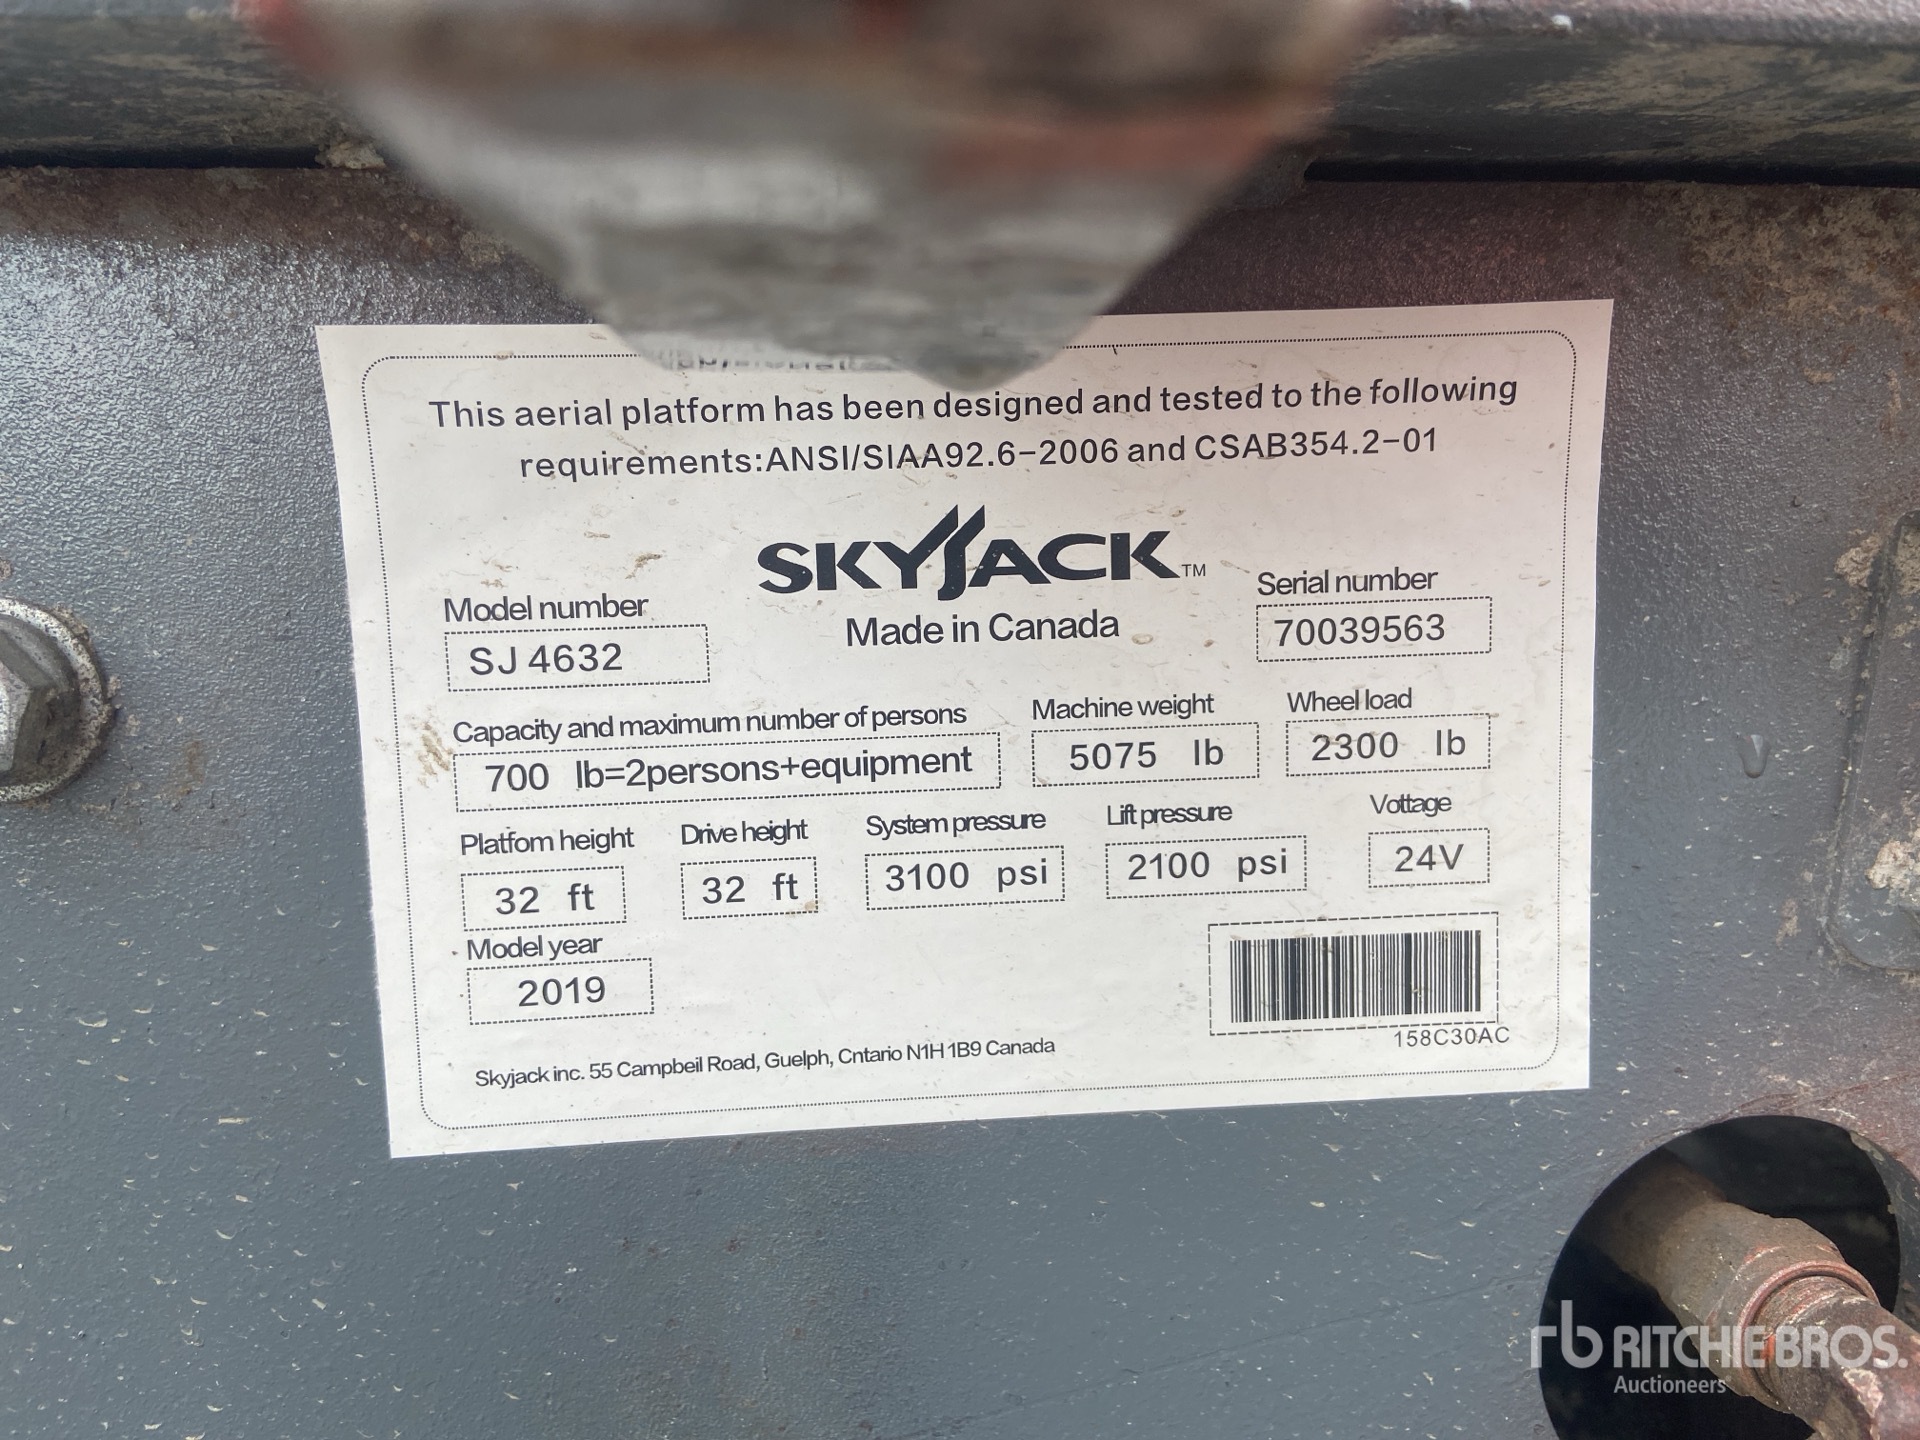 This aerial platform has been designed and tested to the following
requirements:ANSI/SIAA92.6-2006 and CSAB354.2-01
SKYJACK™
Made in Canada
Model number
SJ 4632
Serial number
70039563
Capacity and maximum number of persons
700 lb=2persons+equipment
Machine weight
5075 lb
Wheel load
2300 lb
Platfom height
32 ft
Drive height
32 ft
System pressure
3100 psi
Lift pressure
2100 psi
Vottage
24V
Model year
2019
158C30AC
Skyjack inc. 55 Campbeil Road, Guelph, Cntario N1H 1B9 Canada
rb RITCHIE BROS.
Auctioneers